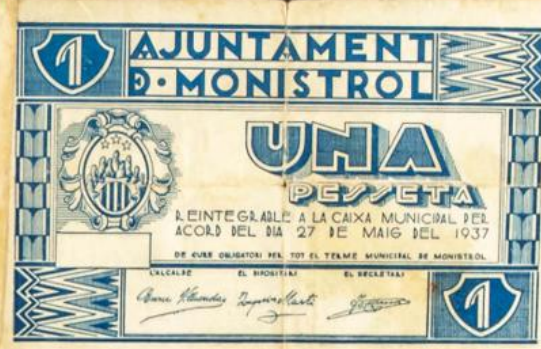 1
AJUNTAMENT
D·MONISTROL
UNA
PESSETA
REINTEGRABLE A LA CAIXA MUNICIPAL PER
ACORD DEL DIA 27 DE MAIG DEL 1937
DE CURS OBLIGATORI PER TOT EL TERME MUNICIPAL DE MONISTROL
L'ALCALDE EL DIPOSITARI EL SECRETARI
1